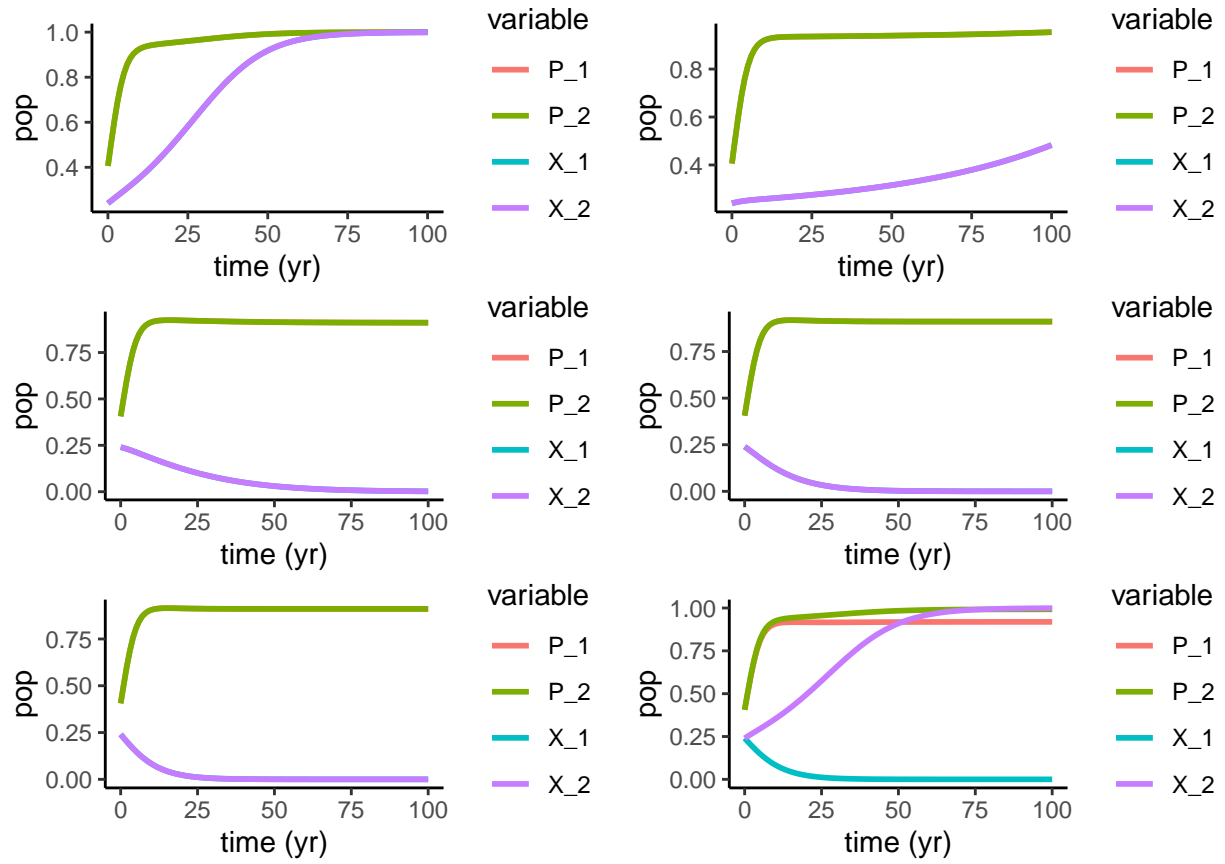 variable
1.0
0.8
0.6
0.4
pop
P_1
P_2
X_1
X_2
0 25 50 75 100
time (yr)
variable
0.8
0.4
pop
P_1
P_2
X_1
X_2
0 25 50 75 100
time (yr)
variable
0.75
0.50
0.25
0.00
pop
P_1
P_2
X_1
X_2
0 25 50 75 100
time (yr)
variable
0.75
0.50
0.25
0.00
pop
P_1
P_2
X_1
X_2
0 25 50 75 100
time (yr)
variable
0.75
0.50
0.25
0.00
pop
P_1
P_2
X_1
X_2
0 25 50 75 100
time (yr)
variable
1.00
0.75
0.50
0.25
0.00
pop
P_1
P_2
X_1
X_2
0 25 50 75 100
time (yr)